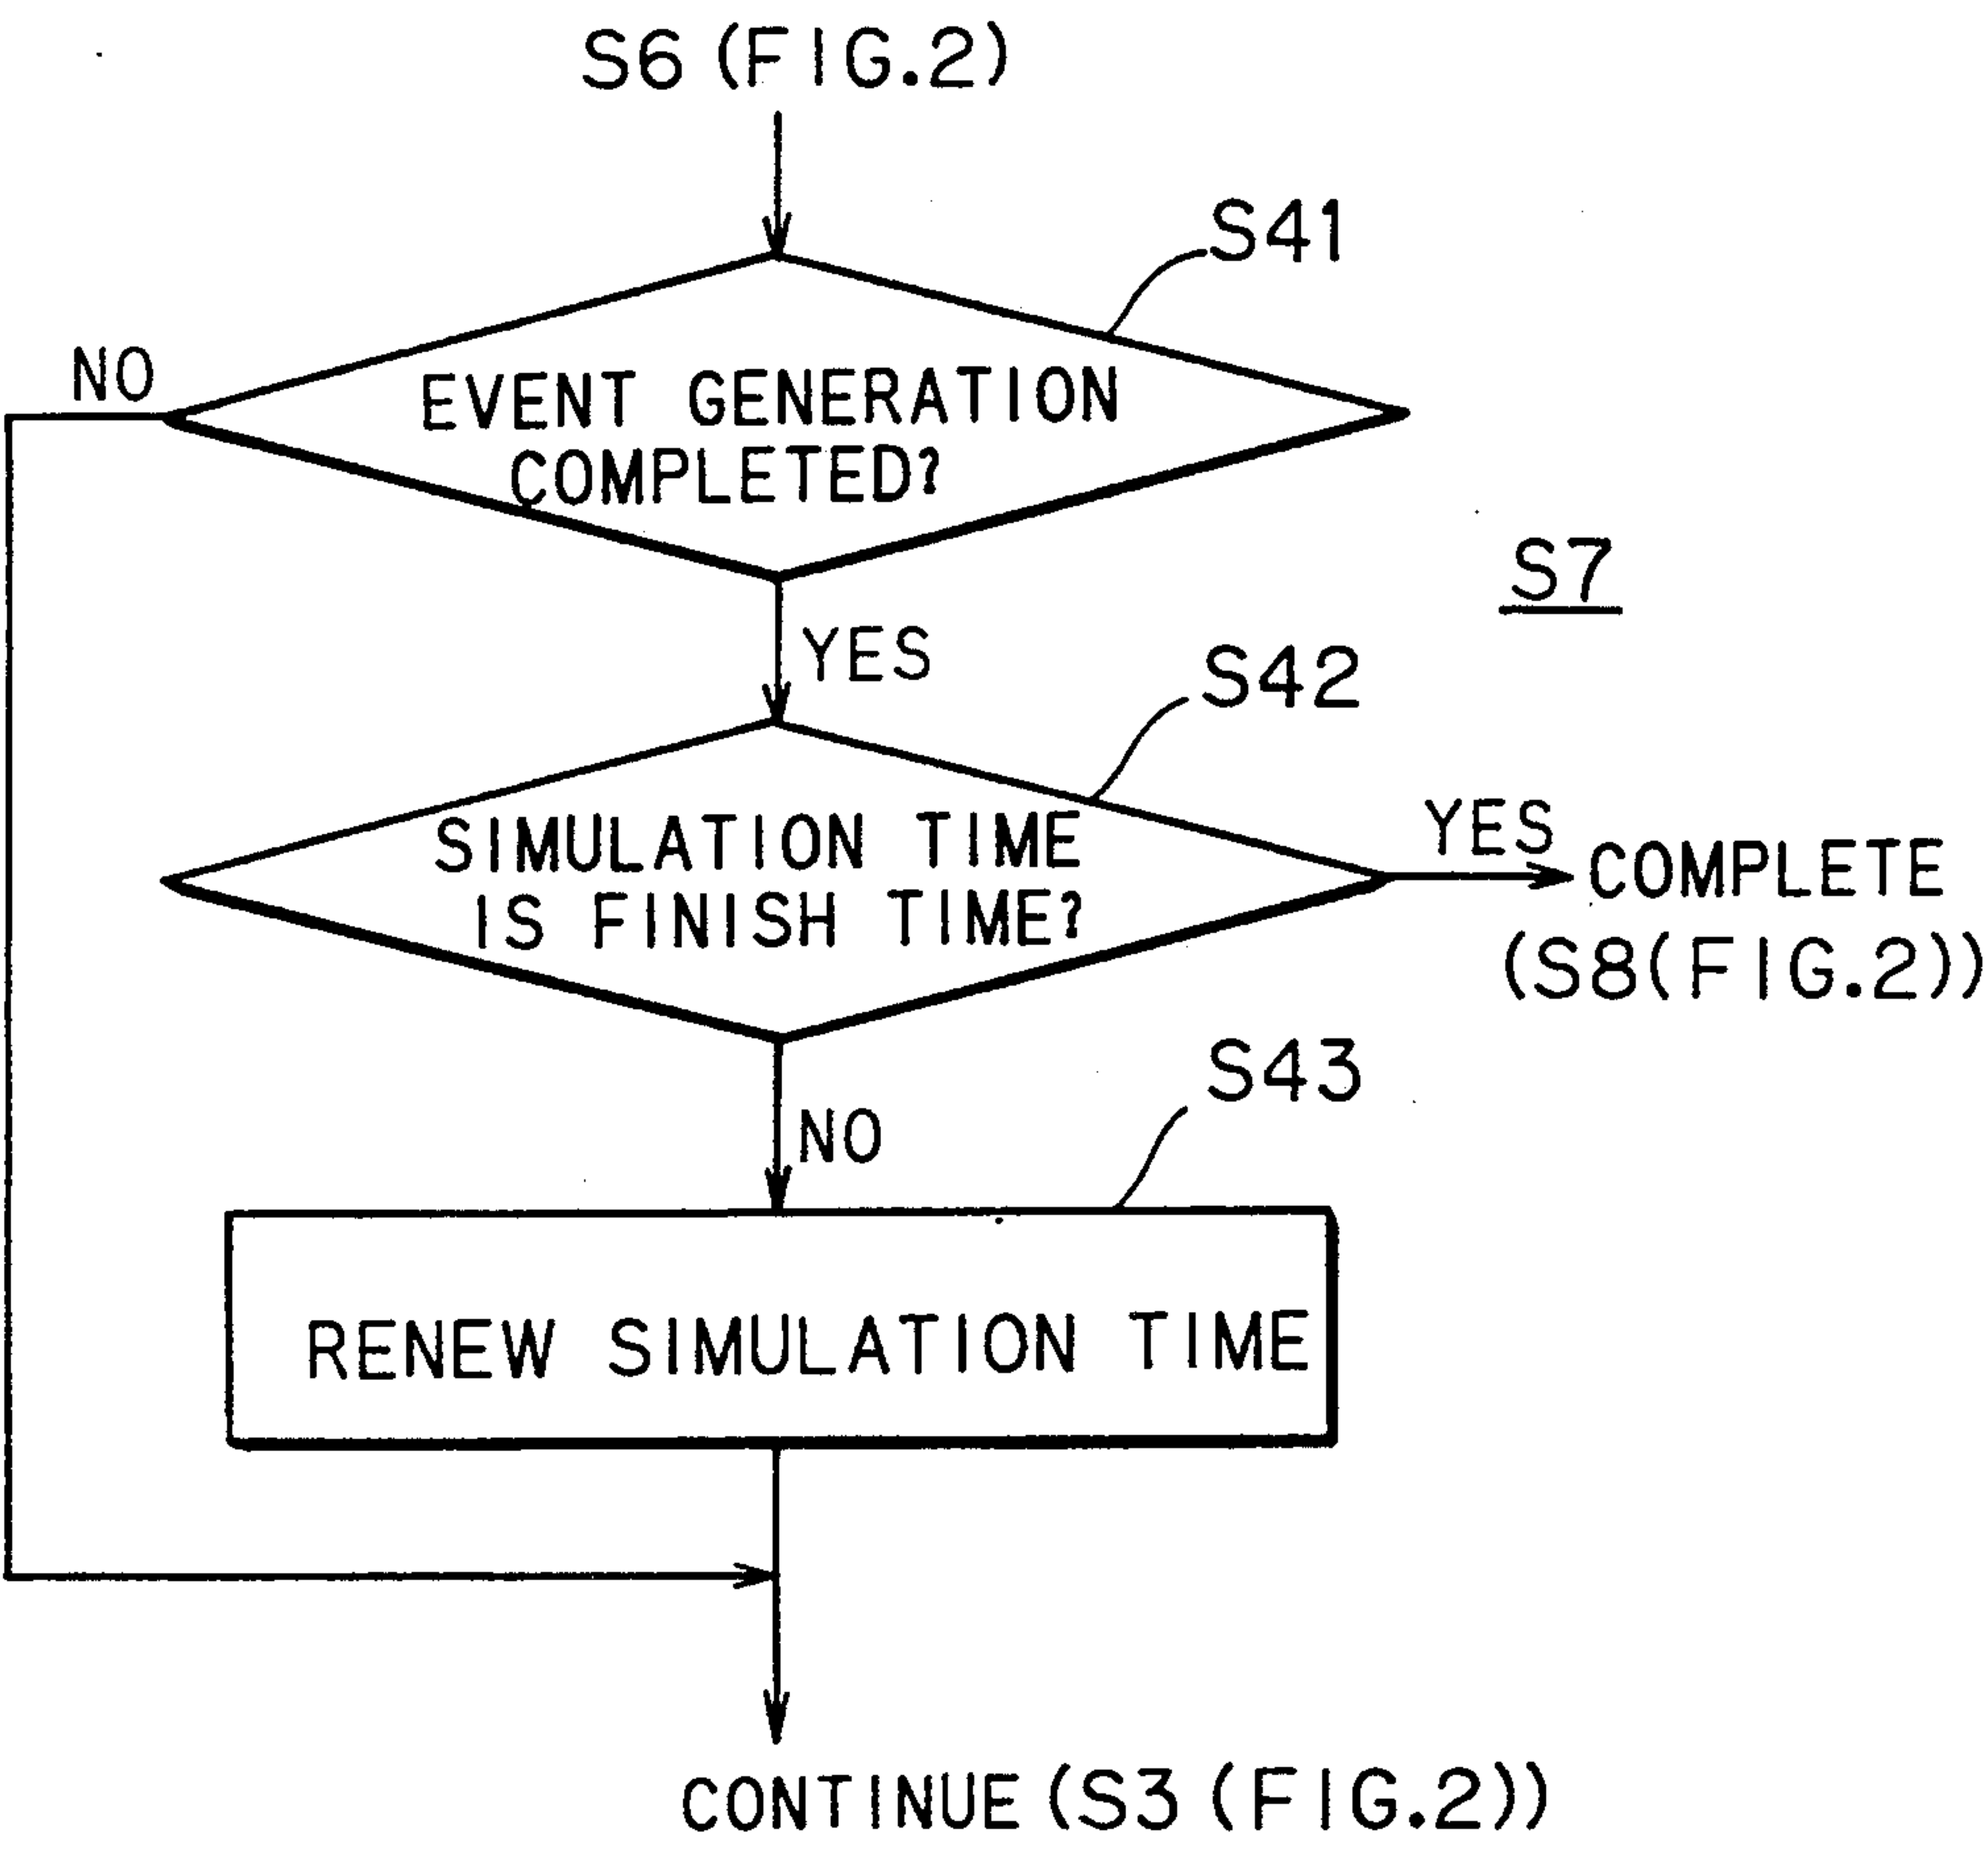 S6 (FIG.2)
S41
NO
EVENT GENERATION
COMPLETED?
S7
YES
S42
SIMULATION TIME
IS FINISH TIME?
YES
COMPLETE
(S8(FIG.2))
S43
NO
RENEW SIMULATION TIME
CONTINUE (S3 (FIG.2))